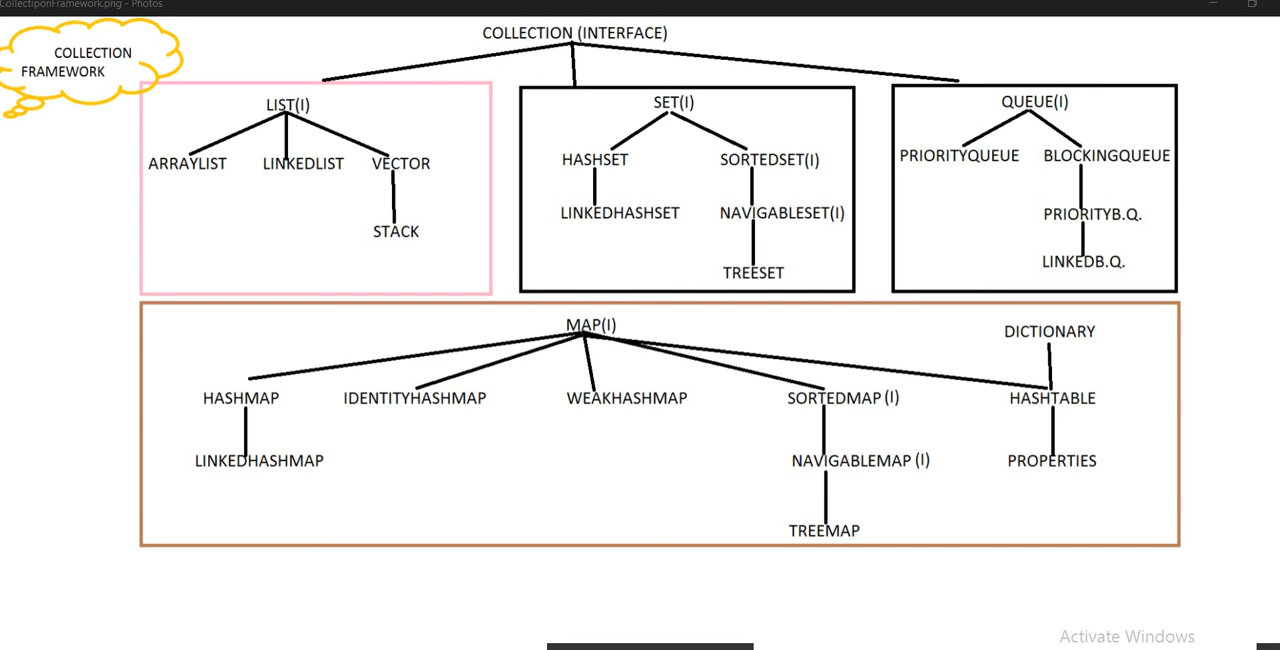 CollectiponFramework.png - Photos
COLLECTION
FRAMEWORK
COLLECTION (INTERFACE)
LIST(I)
ARRAYLIST
LINKEDLIST
VECTOR
STACK
SET(I)
HASHSET
SORTEDSET(I)
LINKEDHASHSET
NAVIGABLESET(I)
TREESET
QUEUE(I)
PRIORITYQUEUE
BLOCKINGQUEUE
PRIORITYB.Q.
LINKEDB.Q.
MAP(I)
DICTIONARY
HASHMAP
IDENTITYHASHMAP
WEAKHASHMAP
SORTEDMAP (I)
HASHTABLE
LINKEDHASHMAP
NAVIGABLEMAP (I)
PROPERTIES
TREEMAP
Activate Windows